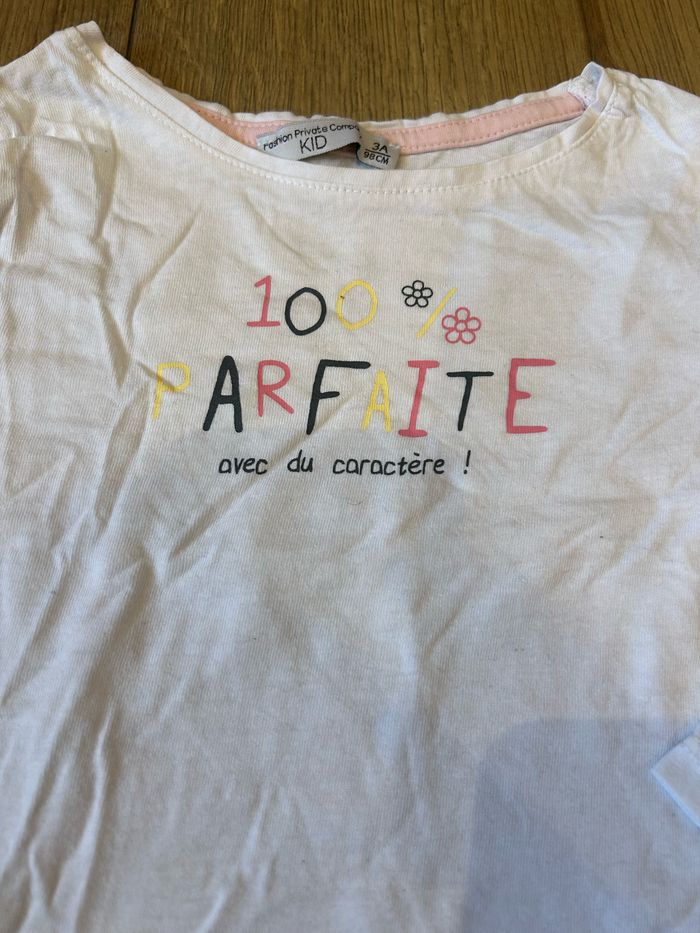 Fashion Private Comp
KID
3A
98CM
100 %
PARFAITE
avec du caractère !